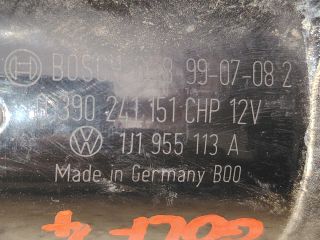 BOSCH 99-07-08 2
0 390 241 151 CHP 12V
1J1 955 113 A
Made in Germany B00
GOLF 4